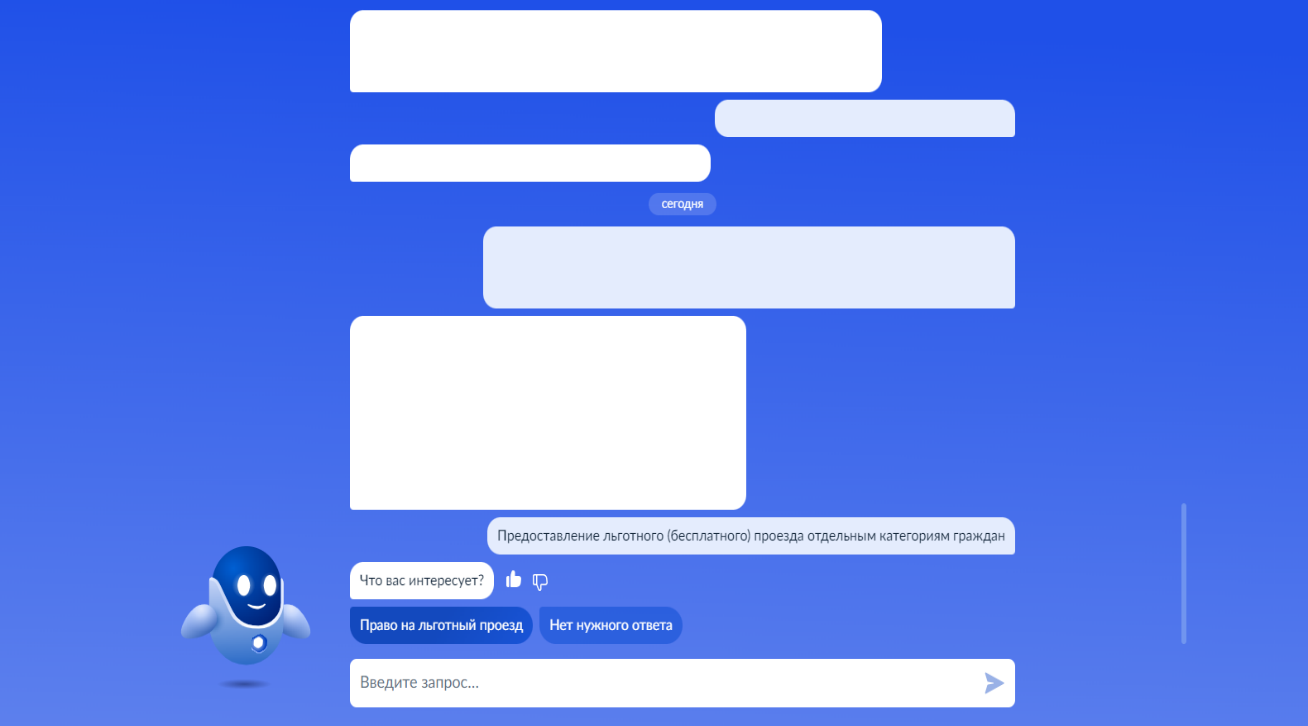 сегодня
Предоставление льготного (бесплатного) проезда отдельным категориям граждан
Что вас интересует?
Право на льготный проезд
Нет нужного ответа
Введите запрос...